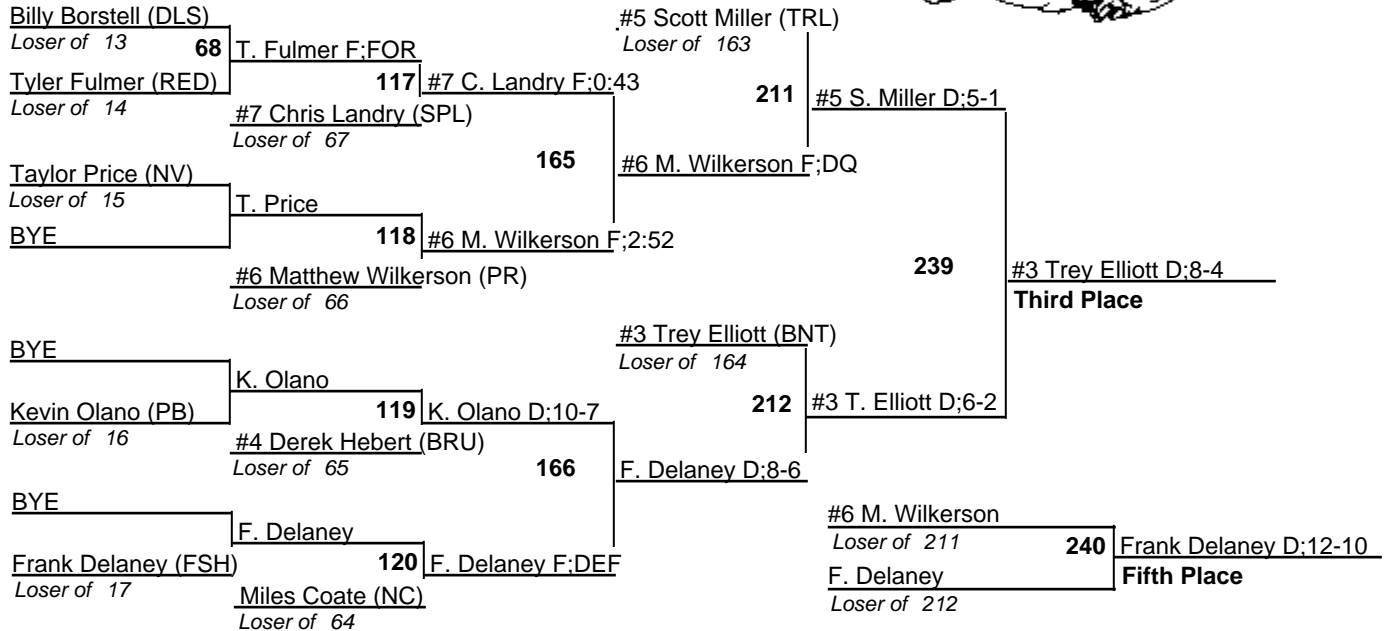 Billy Borstell (DLS)
Loser of 13
68
T. Fulmer F;FOR
Tyler Fulmer (RED)
Loser of 14
117
#7 C. Landry F;0:43
#7 Chris Landry (SPL)
Loser of 67
165
Taylor Price (NV)
Loser of 15
T. Price
BYE
118
#6 M. Wilkerson F;2:52
#6 Matthew Wilkerson (PR)
Loser of 66
#5 Scott Miller (TRL)
Loser of 163
211
#5 S. Miller D;5-1
#6 M. Wilkerson F;DQ
239
#3 Trey Elliott D;8-4
Third Place
BYE
K. Olano
Kevin Olano (PB)
Loser of 16
119
K. Olano D;10-7
#4 Derek Hebert (BRU)
Loser of 65
166
BYE
F. Delaney
Frank Delaney (FSH)
Loser of 17
120
F. Delaney F;DEF
Miles Coate (NC)
Loser of 64
#3 Trey Elliott (BNT)
Loser of 164
212
#3 T. Elliott D;6-2
F. Delaney D;8-6
#6 M. Wilkerson
Loser of 211
240
Frank Delaney D;12-10
F. Delaney
Fifth Place
Loser of 212